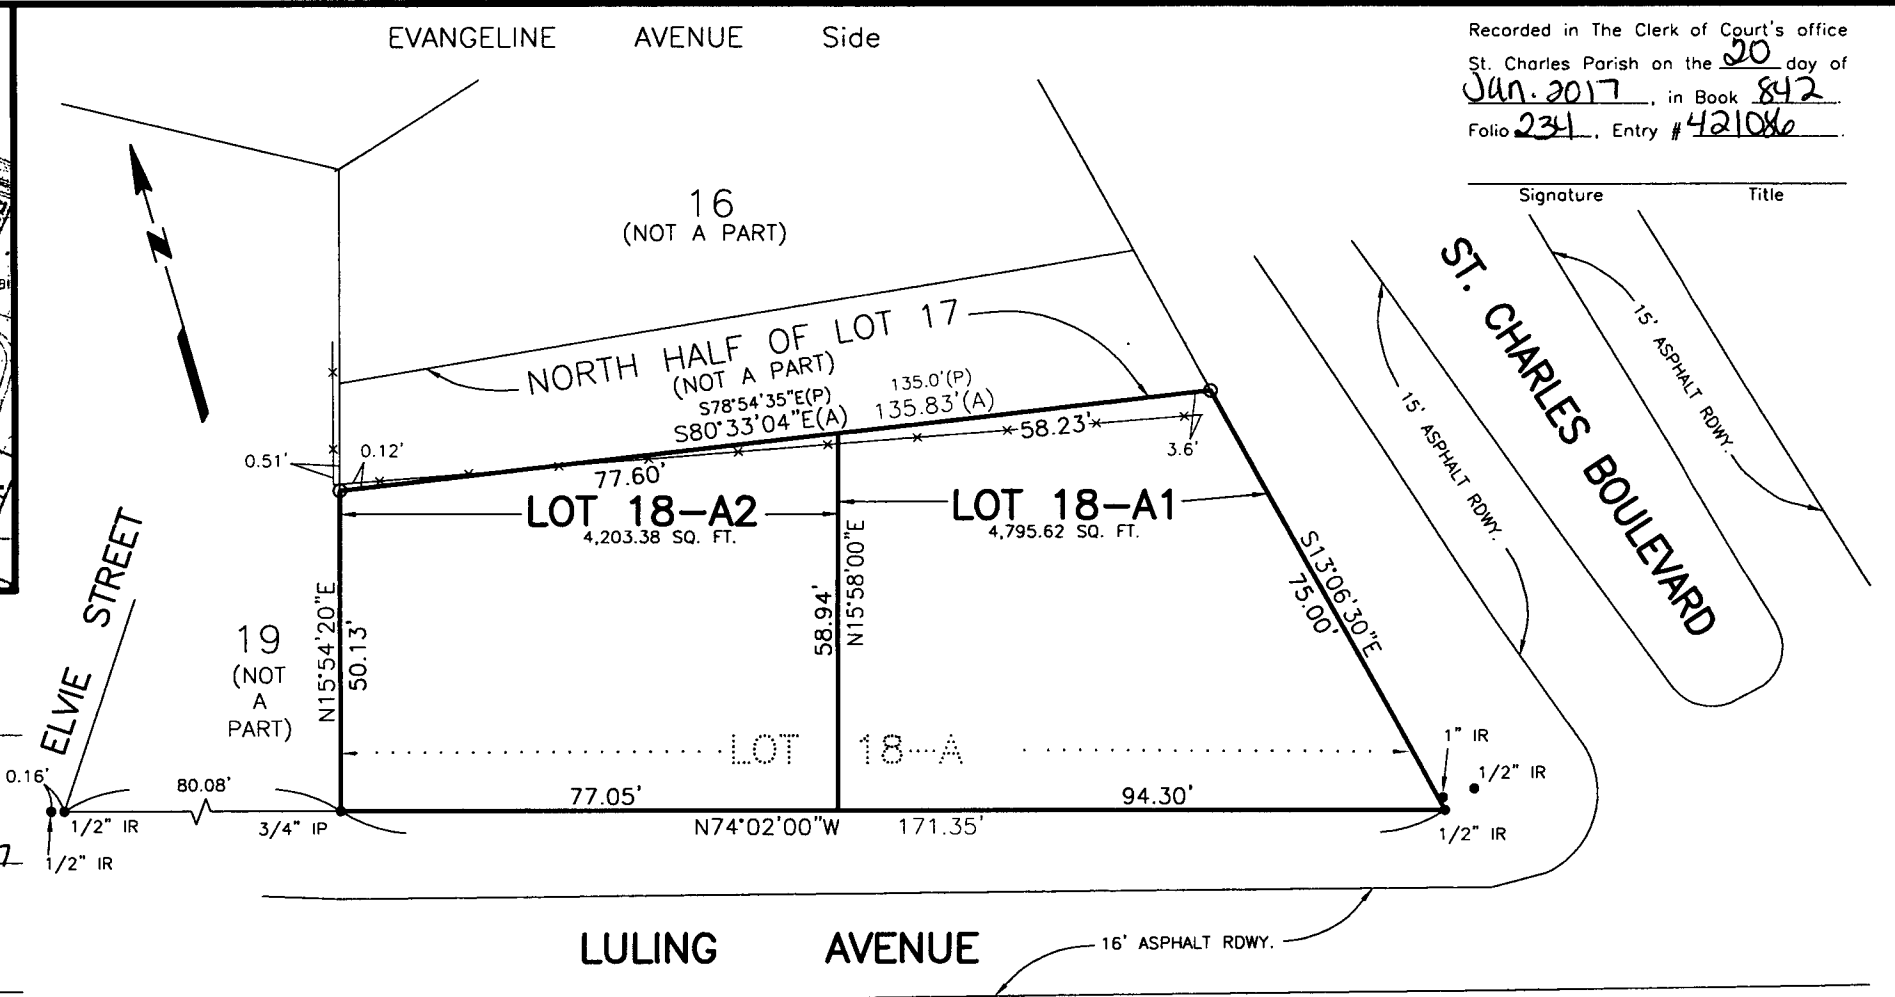 EVANGELINE AVENUE Side
Recorded in The Clerk of Court's office
St. Charles Parish on the 20 day of
Jan. 2017, in Book 842.
Folio 234, Entry # 421086.
Signature Title
N
16
(NOT A PART)
NORTH HALF OF LOT 17
(NOT A PART)
S78°54'35"E(P)
135.0'(P)
S80°33'04"E(A)
135.83'(A)
58.23'
3.6'
0.51'
0.12'
77.60'
LOT 18-A2
4,203.38 SQ. FT.
LOT 18-A1
4,795.62 SQ. FT.
ST. CHARLES BOULEVARD
15' ASPHALT RDWY.
15' ASPHALT RDWY.
ELVIE STREET
19
(NOT
A
PART)
N15°54'20"E
50.13'
58.94'
N15°58'00"E
S13°06'30"E
75.00'
LOT 18-A
1" IR
1/2" IR
1/2" IR
0.16'
80.08'
1/2" IR
1/2" IR
3/4" IP
77.05'
94.30'
N74°02'00"W 171.35'
LULING AVENUE
16' ASPHALT RDWY.